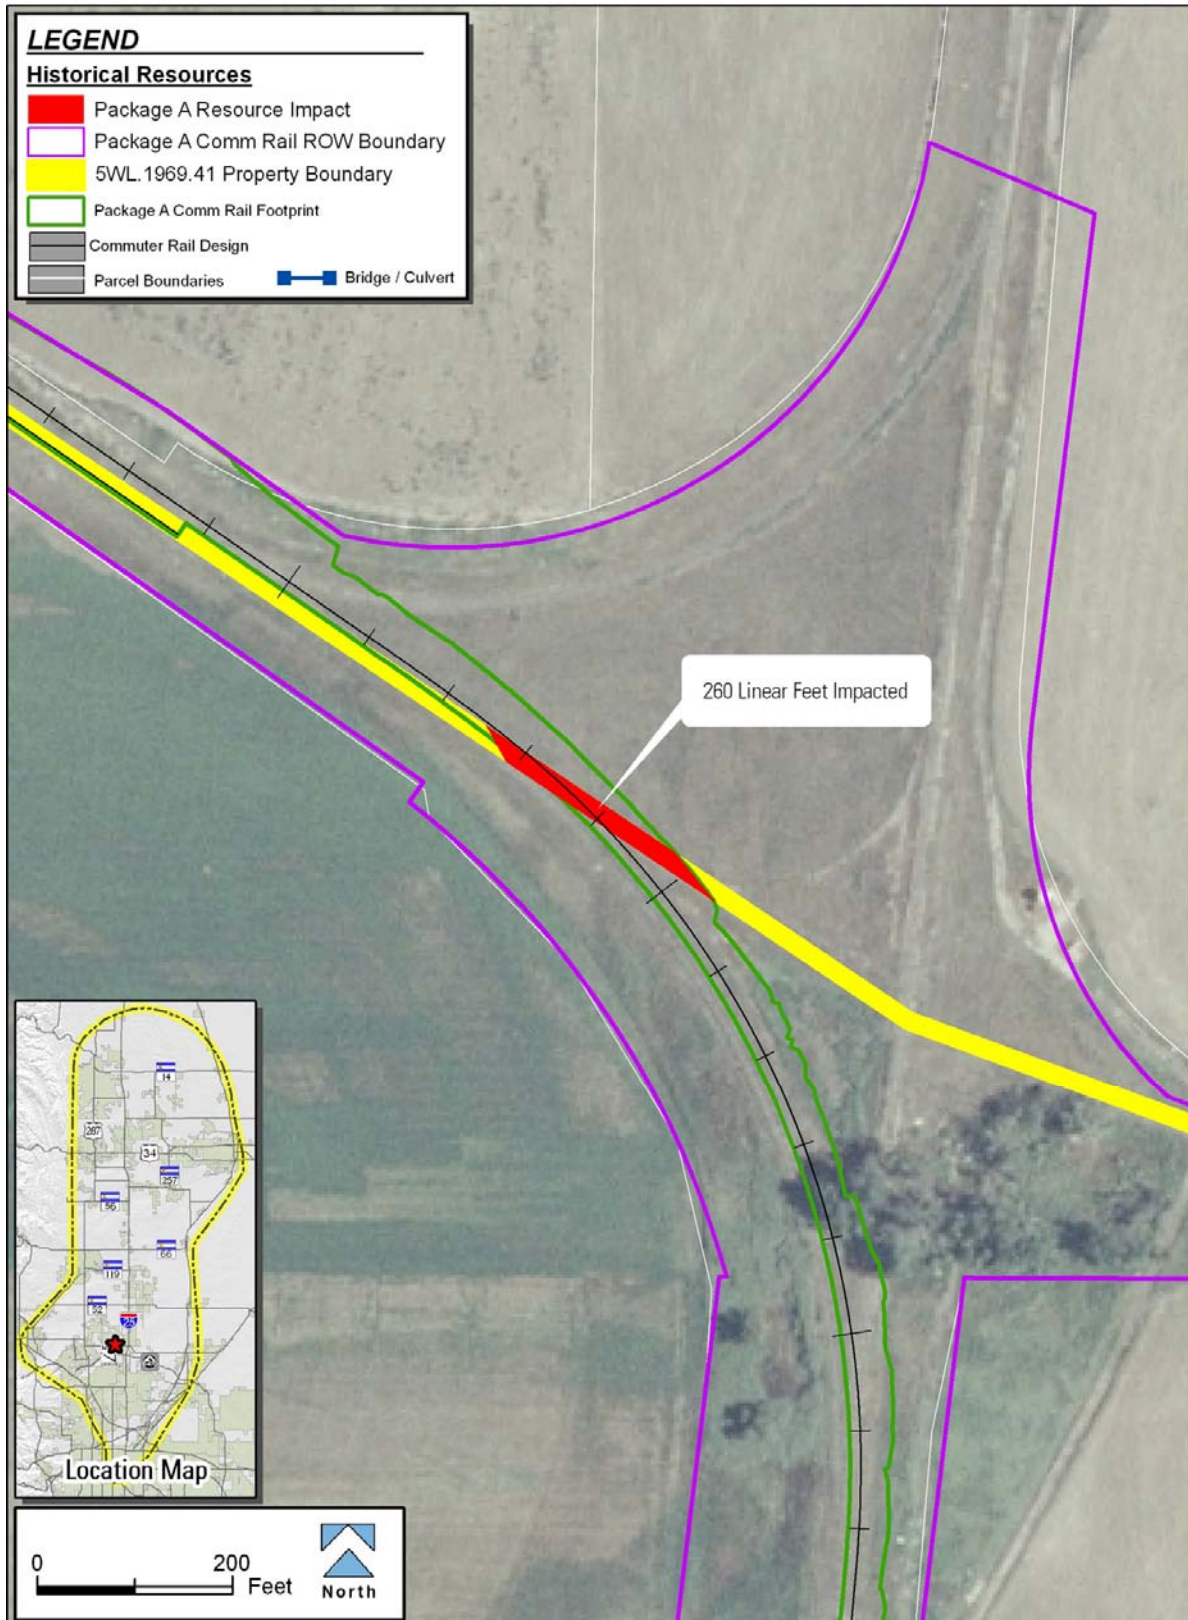 LEGEND
Historical Resources
Package A Resource Impact
Package A Comm Rail ROW Boundary
5WL.1969.41 Property Boundary
Package A Comm Rail Footprint
Commuter Rail Design
Parcel Boundaries
Bridge / Culvert
260 Linear Feet Impacted
14
287
34
257
56
66
119
52
25
Location Map
0 200
Feet
North